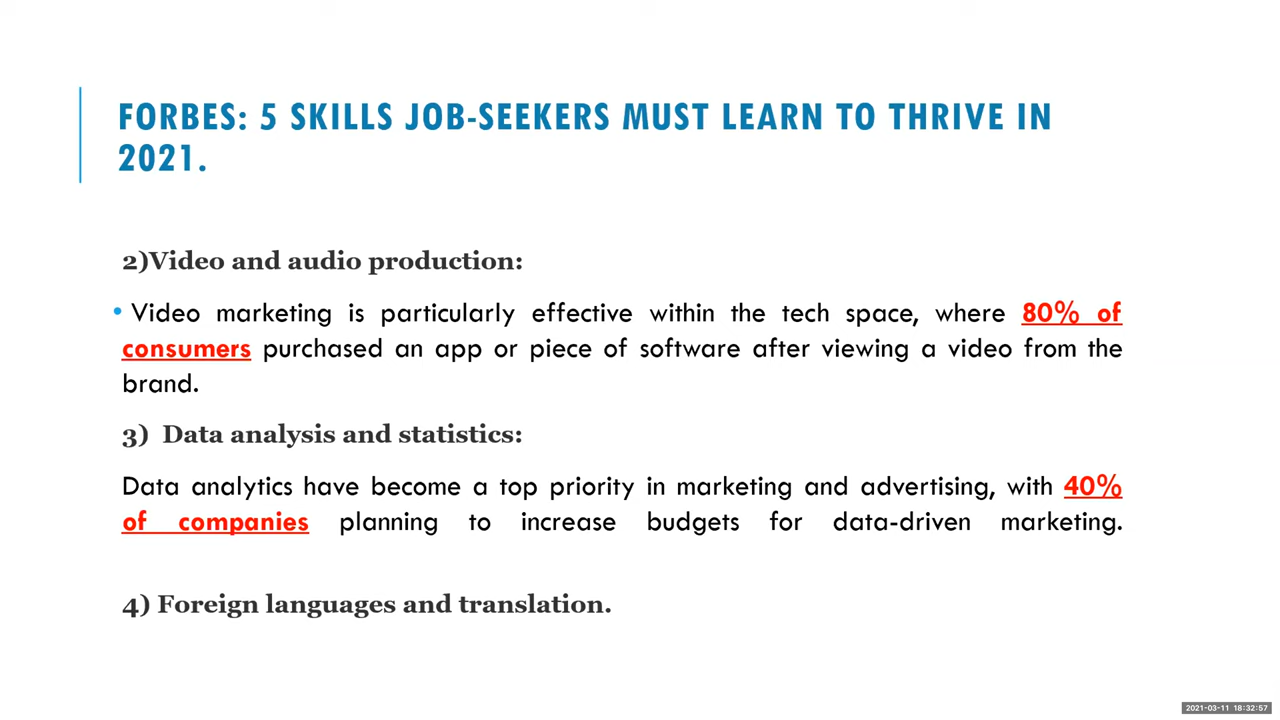 FORBES: 5 SKILLS JOB-SEEKERS MUST LEARN TO THRIVE IN
2021.
2)Video and audio production:
• Video marketing is particularly effective within the tech space, where 80% of
consumers purchased an app or piece of software after viewing a video from the
brand.
3) Data analysis and statistics:
Data analytics have become a top priority in marketing and advertising, with 40%
of companies planning to increase budgets for data-driven marketing.
4) Foreign languages and translation.
2021-03-11 18:32:57